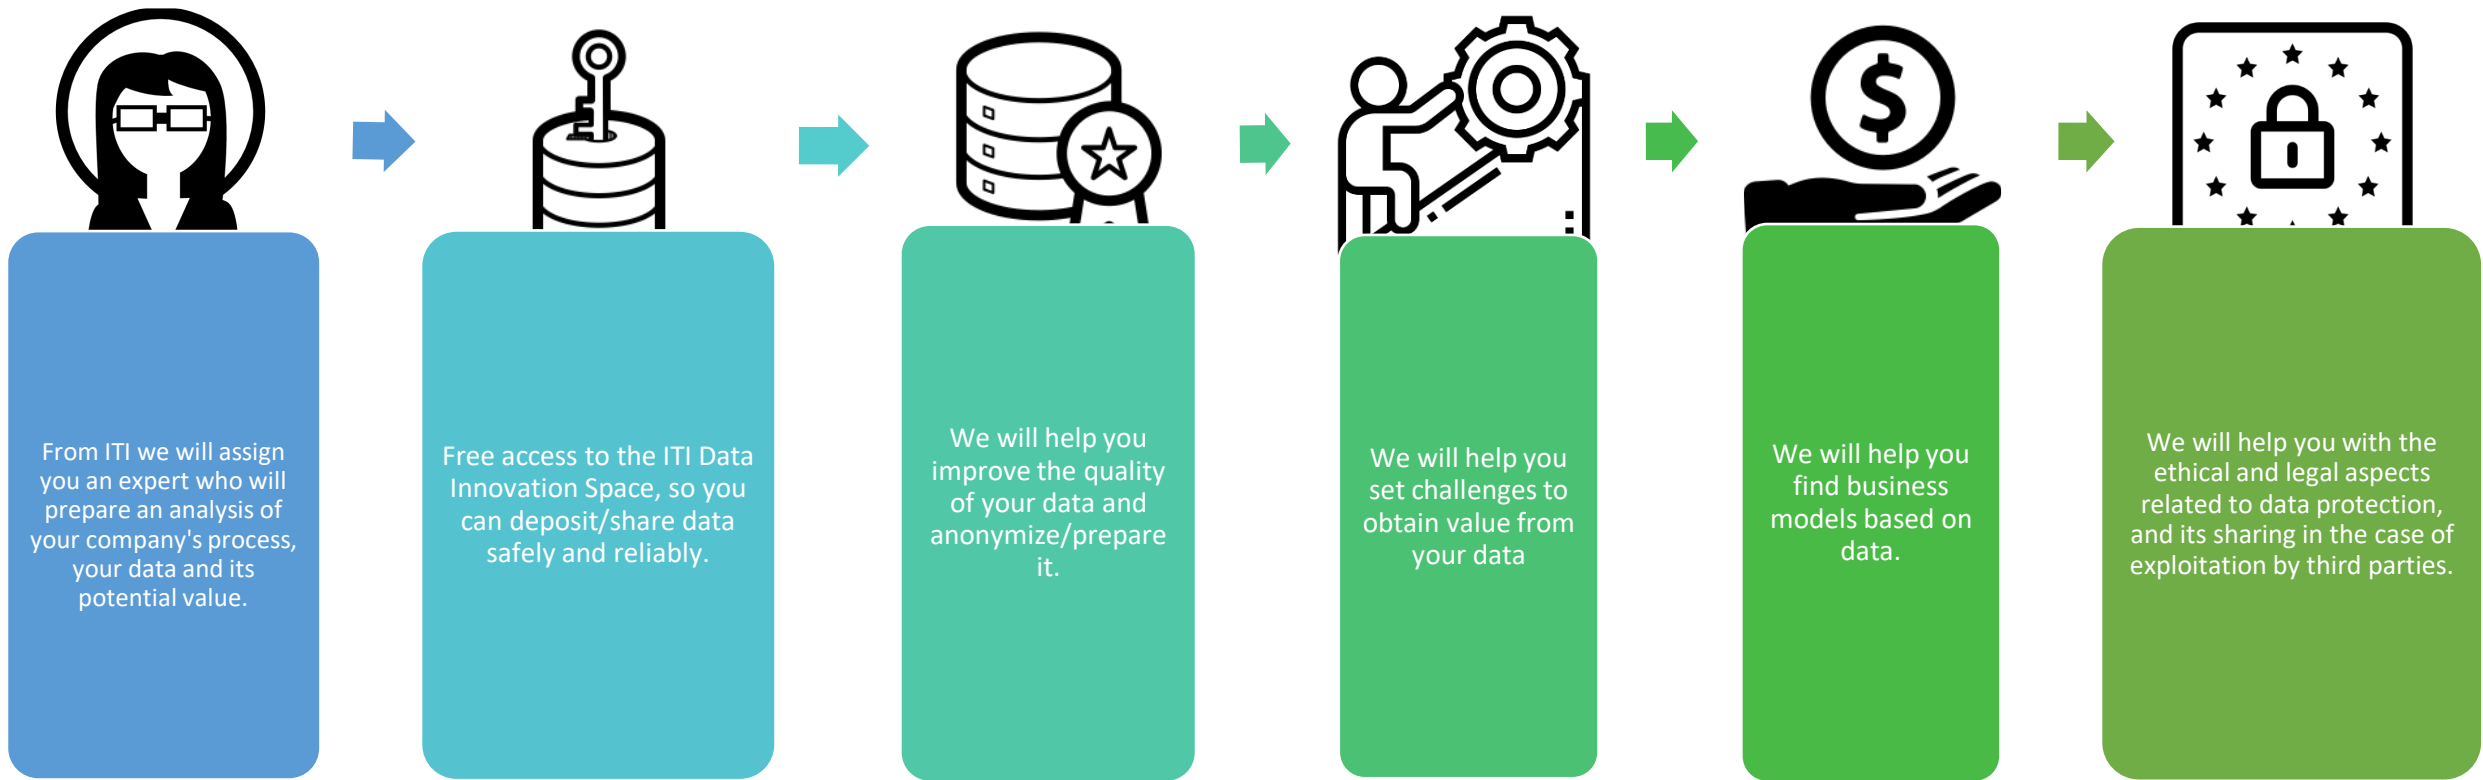 From ITI we will assign
you an expert who will
prepare an analysis of
your company's process,
your data and its
potential value.
Free access to the ITI Data
Innovation Space, so you
can deposit/share data
safely and reliably.
We will help you
improve the quality
of your data and
anonymize/prepare
it.
We will help you
set challenges to
obtain value from
your data
We will help you
find business
models based on
data.
We will help you with the
ethical and legal aspects
related to data protection,
and its sharing in the case of
exploitation by third parties.